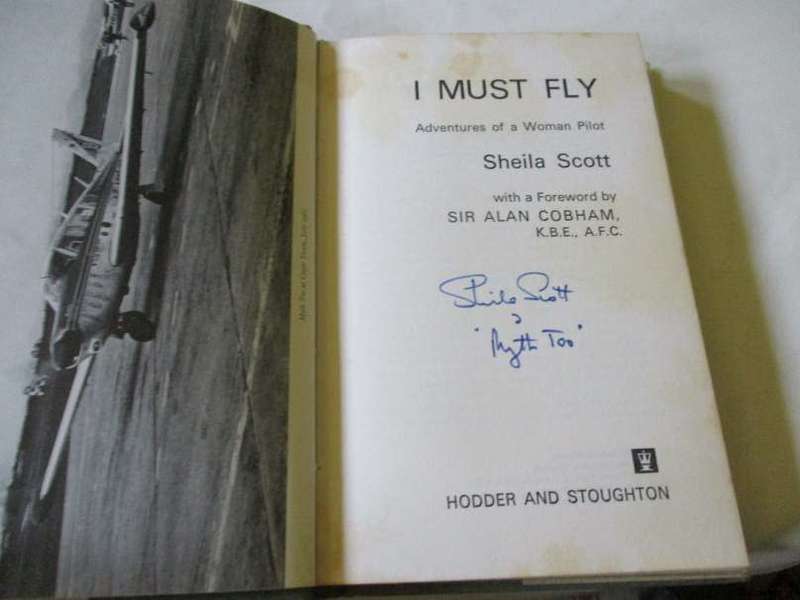 I MUST FLY
Adventures of a Woman Pilot
Sheila Scott
with a Foreword by
SIR ALAN COBHAM,
K.B.E., A.F.C.
Sheila Scott
"Myth Too"
HODDER AND STOUGHTON